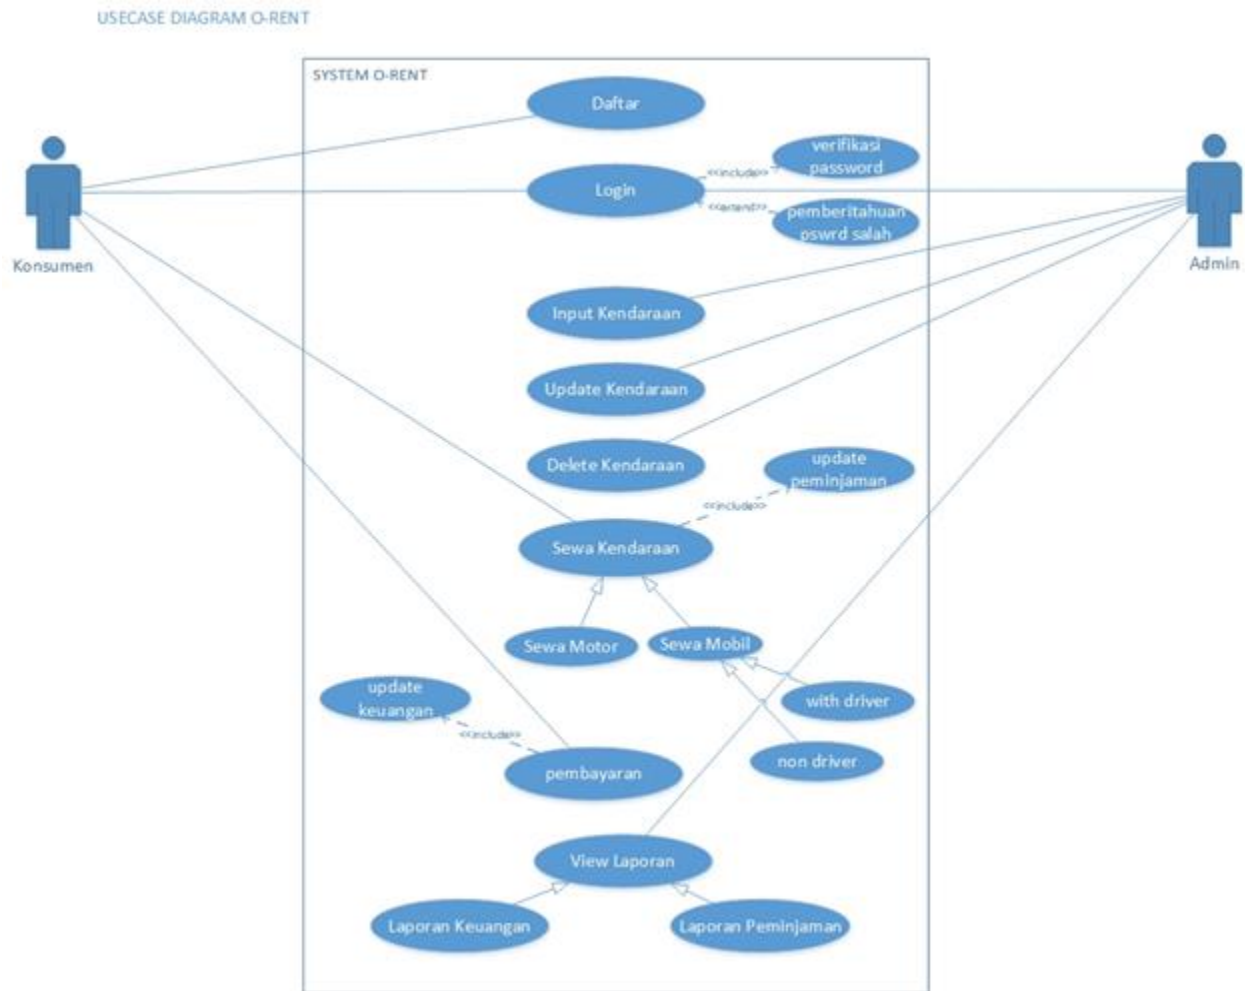 USECASE DIAGRAM O-RENT
SYSTEM O-RENT
Daftar
verifikasi
password
<<include>>
Login
<<extend>>
pemberitahuan
pswrd salah
Konsumen
Admin
Input Kendaraan
Update Kendaraan
Delete Kendaraan
update
peminjaman
<<include>>
Sewa Kendaraan
Sewa Motor
Sewa Mobil
update
keuangan
with driver
<<include>>
non driver
pembayaran
View Laporan
Laporan Keuangan
Laporan Peminjaman